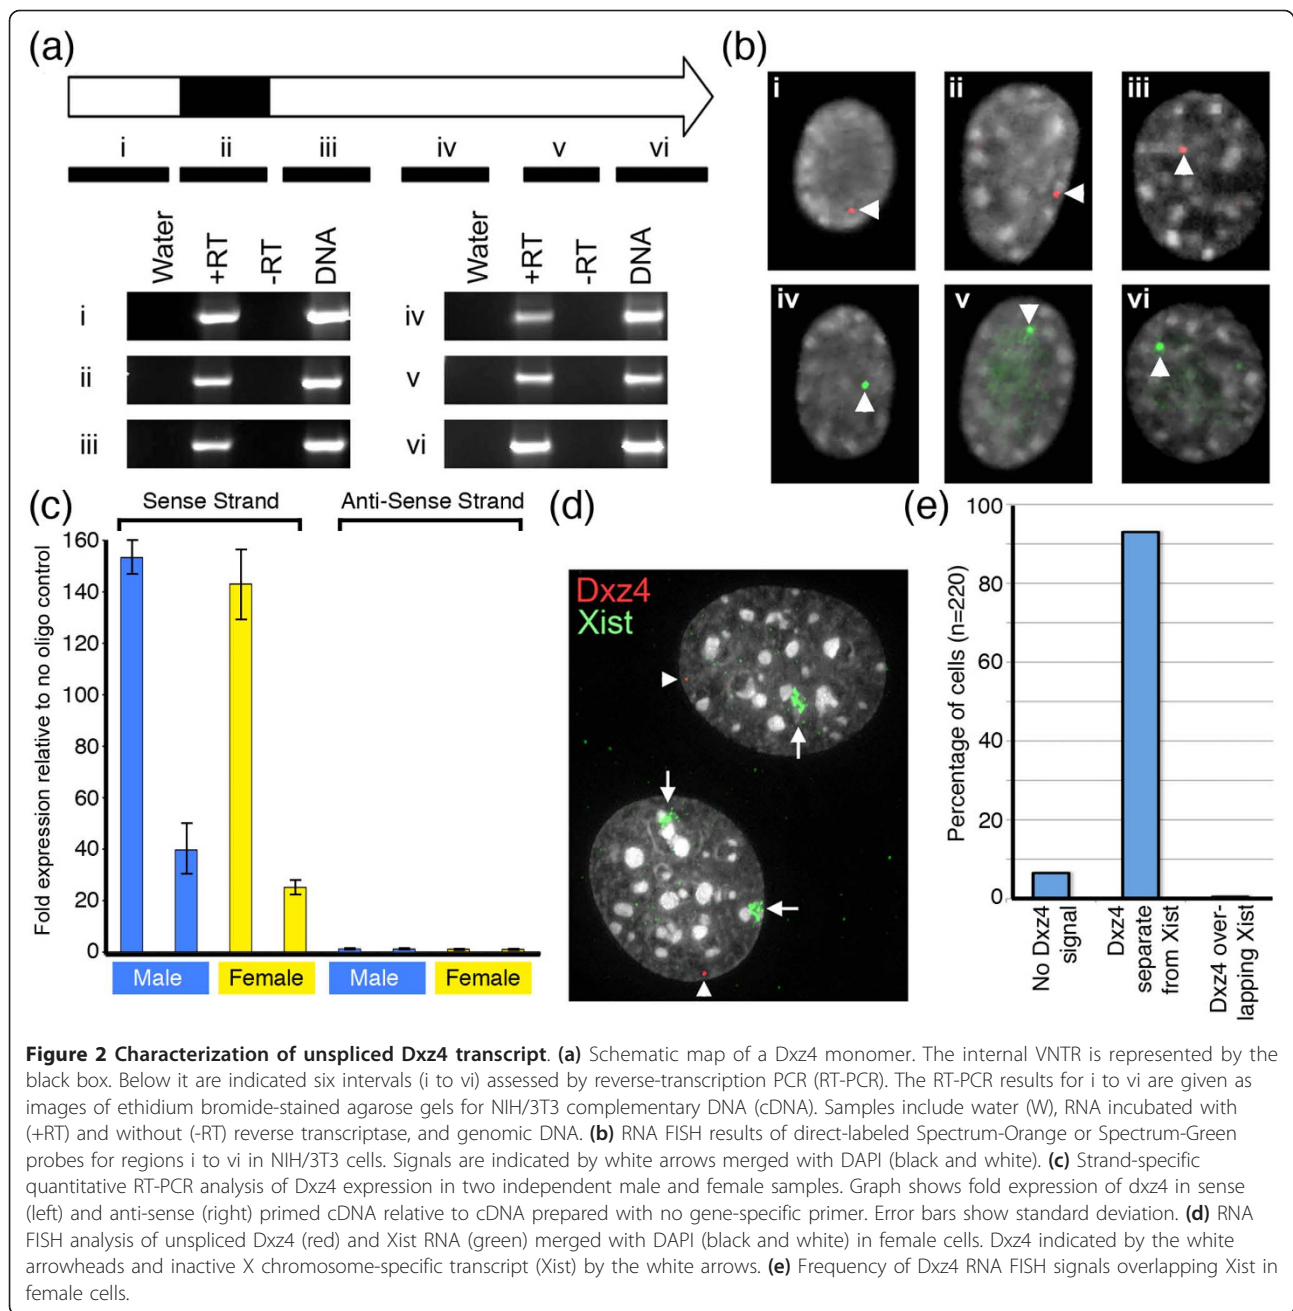 (a)
i ii iii iv v vi
Water +RT -RT DNA
Water +RT -RT DNA
i
ii
iii
iv
v
vi
(b)
i ii iii
iv v vi
(c)
Sense Strand Anti-Sense Strand
Fold expression relative to no oligo control
160
140
120
100
80
60
40
20
0
Male Female Male Female
(d)
Dxz4
Xist
(e)
Percentage of cells (n=220)
100
80
60
40
20
0
No Dxz4
signal
Dxz4
separate
from Xist
Dxz4 over-
lapping Xist
Figure 2 Characterization of unspliced Dxz4 transcript. (a) Schematic map of a Dxz4 monomer. The internal VNTR is represented by the
black box. Below it are indicated six intervals (i to vi) assessed by reverse-transcription PCR (RT-PCR). The RT-PCR results for i to vi are given as
images of ethidium bromide-stained agarose gels for NIH/3T3 complementary DNA (cDNA). Samples include water (W), RNA incubated with
(+RT) and without (-RT) reverse transcriptase, and genomic DNA. (b) RNA FISH results of direct-labeled Spectrum-Orange or Spectrum-Green
probes for regions i to vi in NIH/3T3 cells. Signals are indicated by white arrows merged with DAPI (black and white). (c) Strand-specific
quantitative RT-PCR analysis of Dxz4 expression in two independent male and female samples. Graph shows fold expression of dxz4 in sense
(left) and anti-sense (right) primed cDNA relative to cDNA prepared with no gene-specific primer. Error bars show standard deviation. (d) RNA
FISH analysis of unspliced Dxz4 (red) and Xist RNA (green) merged with DAPI (black and white) in female cells. Dxz4 indicated by the white
arrowheads and inactive X chromosome-specific transcript (Xist) by the white arrows. (e) Frequency of Dxz4 RNA FISH signals overlapping Xist in
female cells.